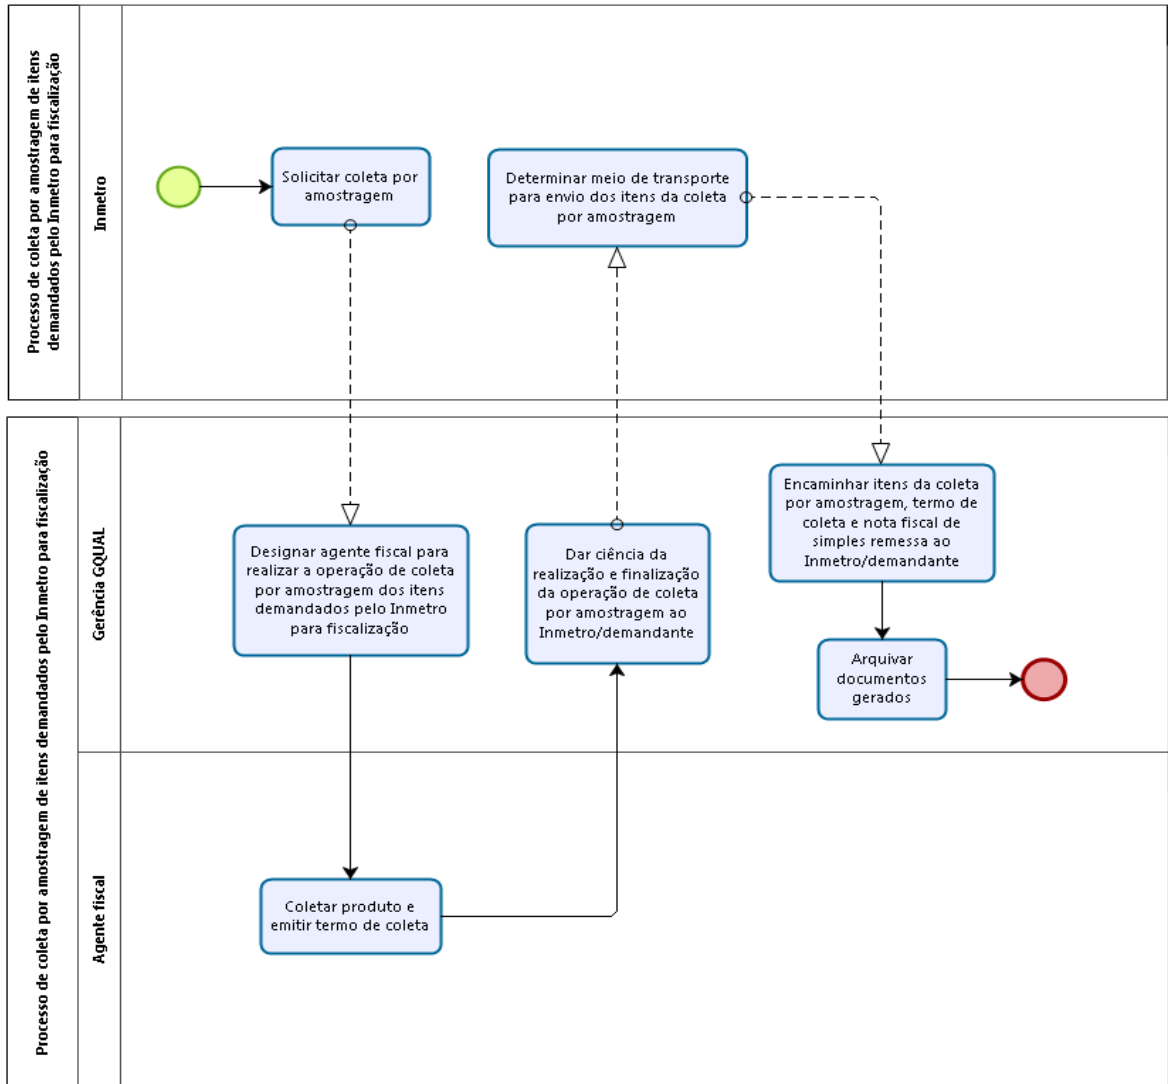 Processo de coleta por amostragem de itens
demandados pelo Inmetro para fiscalização
Inmetro
Solicitar coleta por
amostragem
Determinar meio de transporte
para envio dos itens da coleta
por amostragem
Processo de coleta por amostragem de itens demandados pelo Inmetro para fiscalização
Gerência GQUAL
Designar agente fiscal para
realizar a operação de coleta
por amostragem dos itens
demandados pelo Inmetro
para fiscalização
Dar ciência da
realização e finalização
da operação de coleta
por amostragem ao
Inmetro/demandante
Encaminhar itens da coleta
por amostragem, termo de
coleta e nota fiscal de
simples remessa ao
Inmetro/demandante
Arquivar
documentos
gerados
Agente fiscal
Coletar produto e
emitir termo de coleta